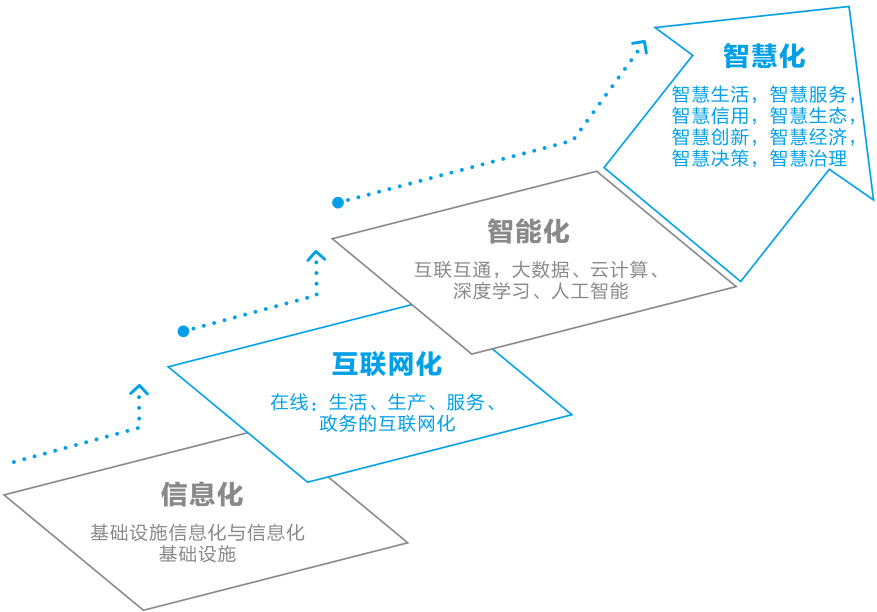 智慧化
智慧生活，智慧服务，
智慧信用，智慧生态，
智慧创新，智慧经济，
智慧决策，智慧治理
智能化
互联互通，大数据、云计算、
深度学习、人工智能
互联网化
在线：生活、生产、服务、
政务的互联网化
信息化
基础设施信息化与信息化
基础设施